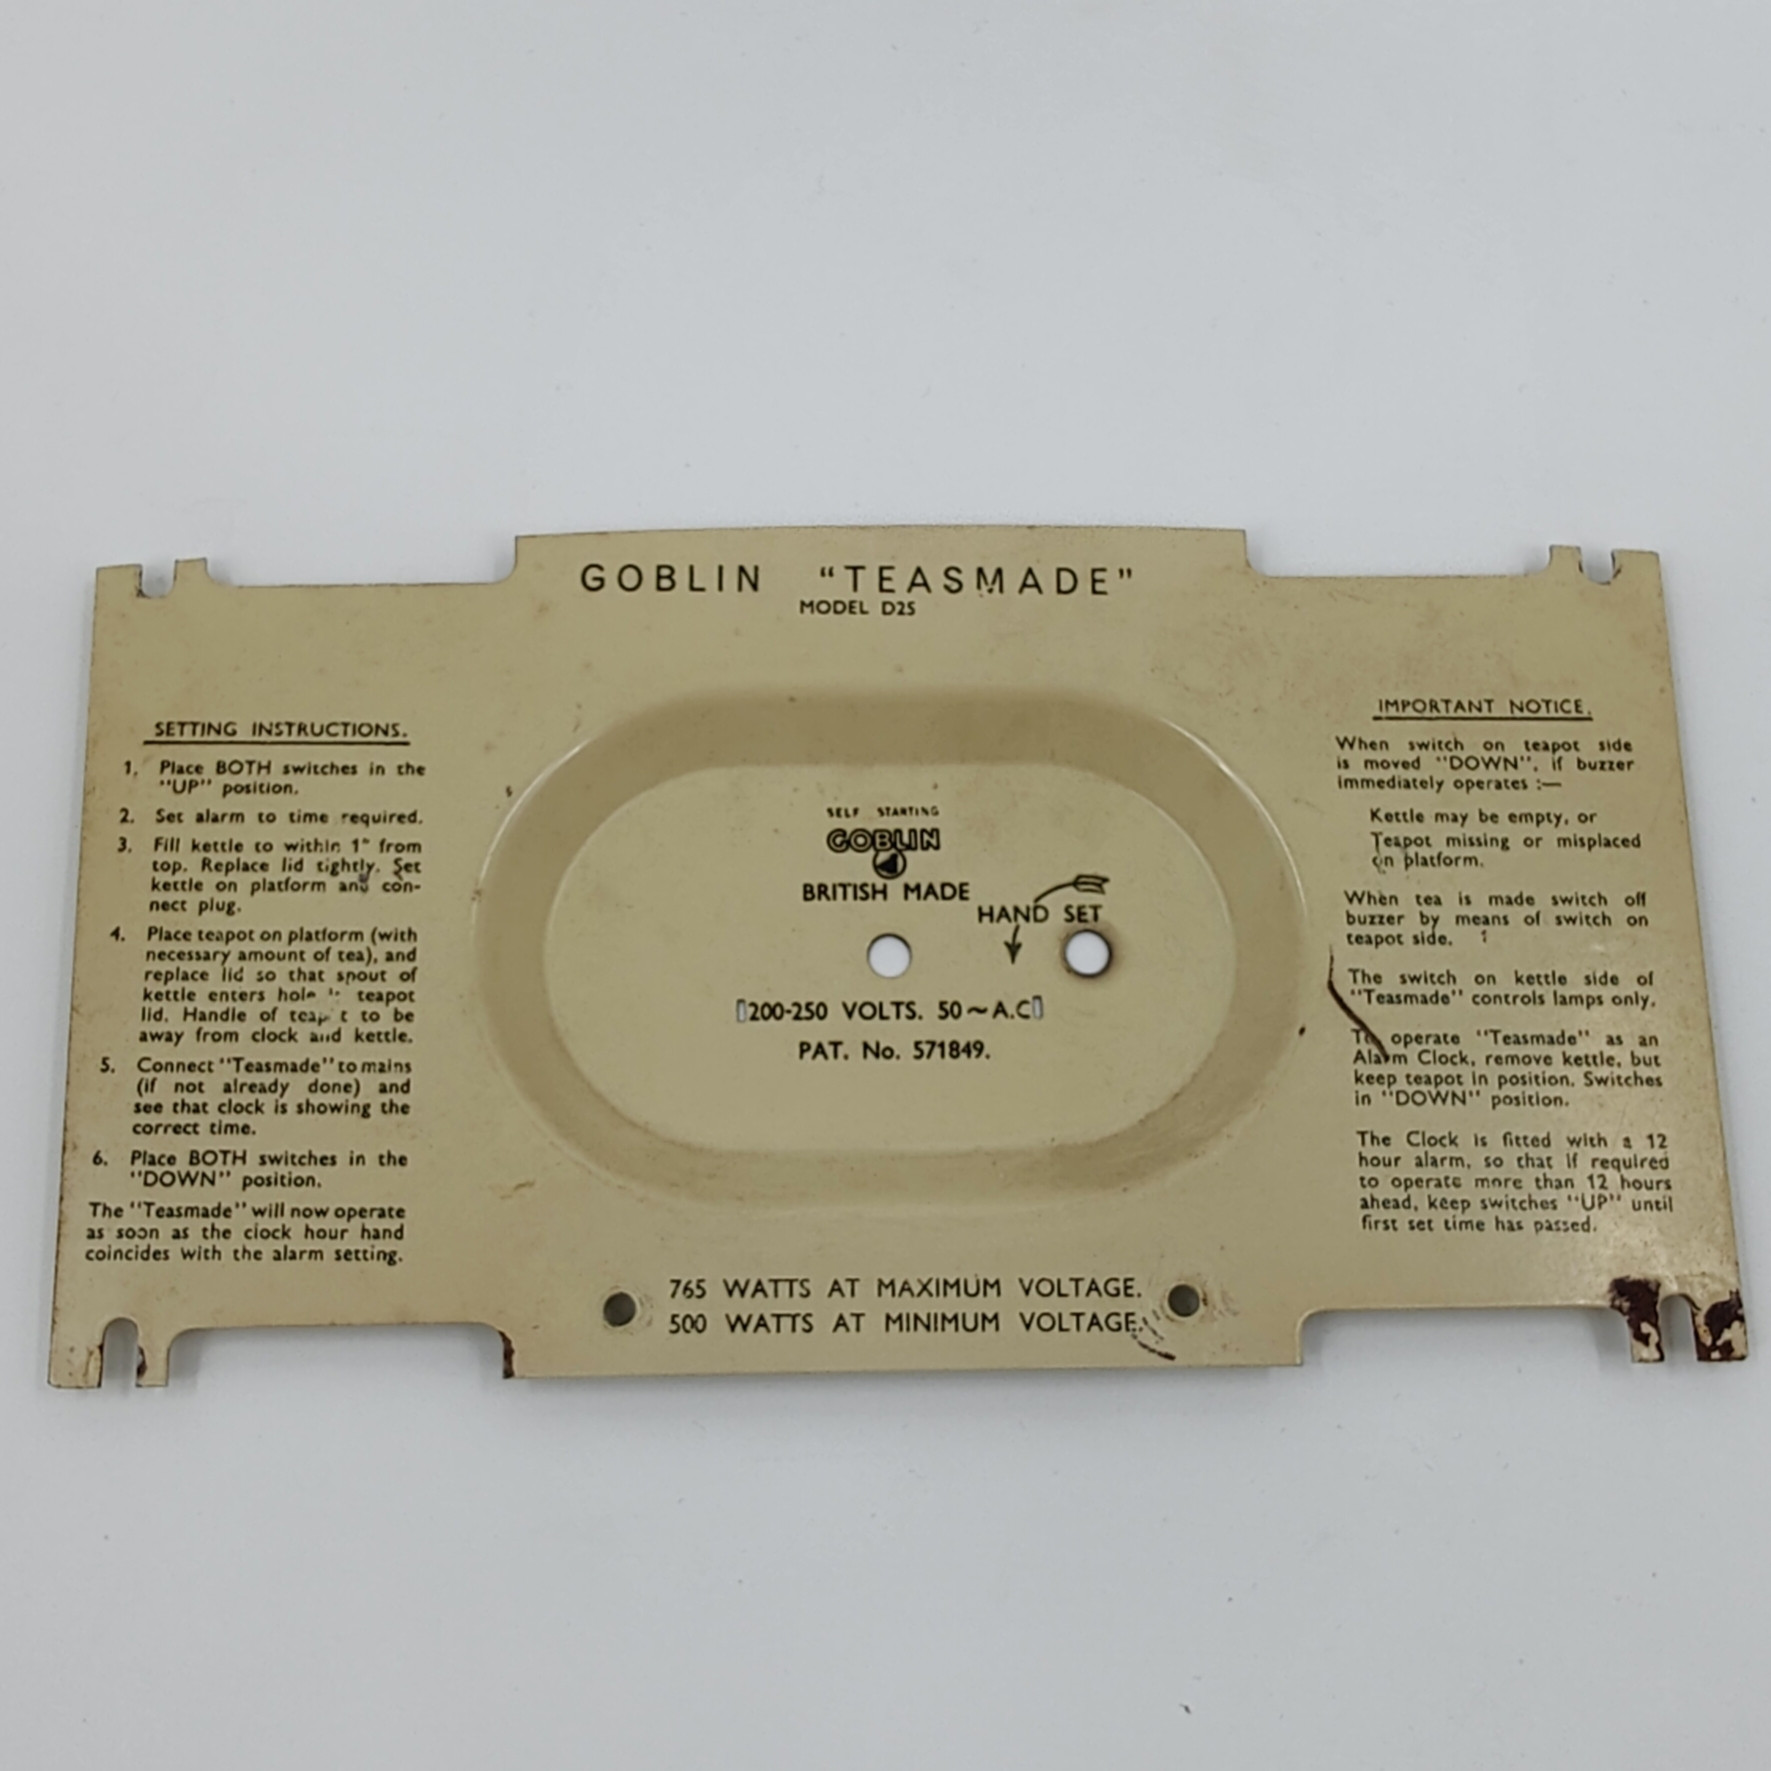 GOBLIN "TEASMADE"
MODEL D25
SETTING INSTRUCTIONS.
1. Place BOTH switches in the
"UP" position.
2. Set alarm to time required.
3. Fill kettle to within 1" from
top. Replace lid tightly. Set
kettle on platform and con-
nect plug.
4. Place teapot on platform (with
necessary amount of tea), and
replace lid so that spout of
kettle enters hole in teapot
lid. Handle of teapot to be
away from clock and kettle.
5. Connect "Teasmade" to mains
(if not already done) and
see that clock is showing the
correct time.
6. Place BOTH switches in the
"DOWN" position.
The "Teasmade" will now operate
as soon as the clock hour hand
coincides with the alarm setting.
SELF STARTING
GOBLIN
BRITISH MADE
HAND SET
200-250 VOLTS. 50~A.C
PAT. No. 571849.
765 WATTS AT MAXIMUM VOLTAGE.
500 WATTS AT MINIMUM VOLTAGE.
IMPORTANT NOTICE.
When switch on teapot side
is moved "DOWN", if buzzer
immediately operates :—
Kettle may be empty, or
Teapot missing or misplaced
on platform.
When tea is made switch off
buzzer by means of switch on
teapot side.
The switch on kettle side of
"Teasmade" controls lamps only.
To operate "Teasmade" as an
Alarm Clock, remove kettle, but
keep teapot in position. Switches
in "DOWN" position.
The Clock is fitted with a 12
hour alarm, so that if required
to operate more than 12 hours
ahead, keep switches "UP" until
first set time has passed.